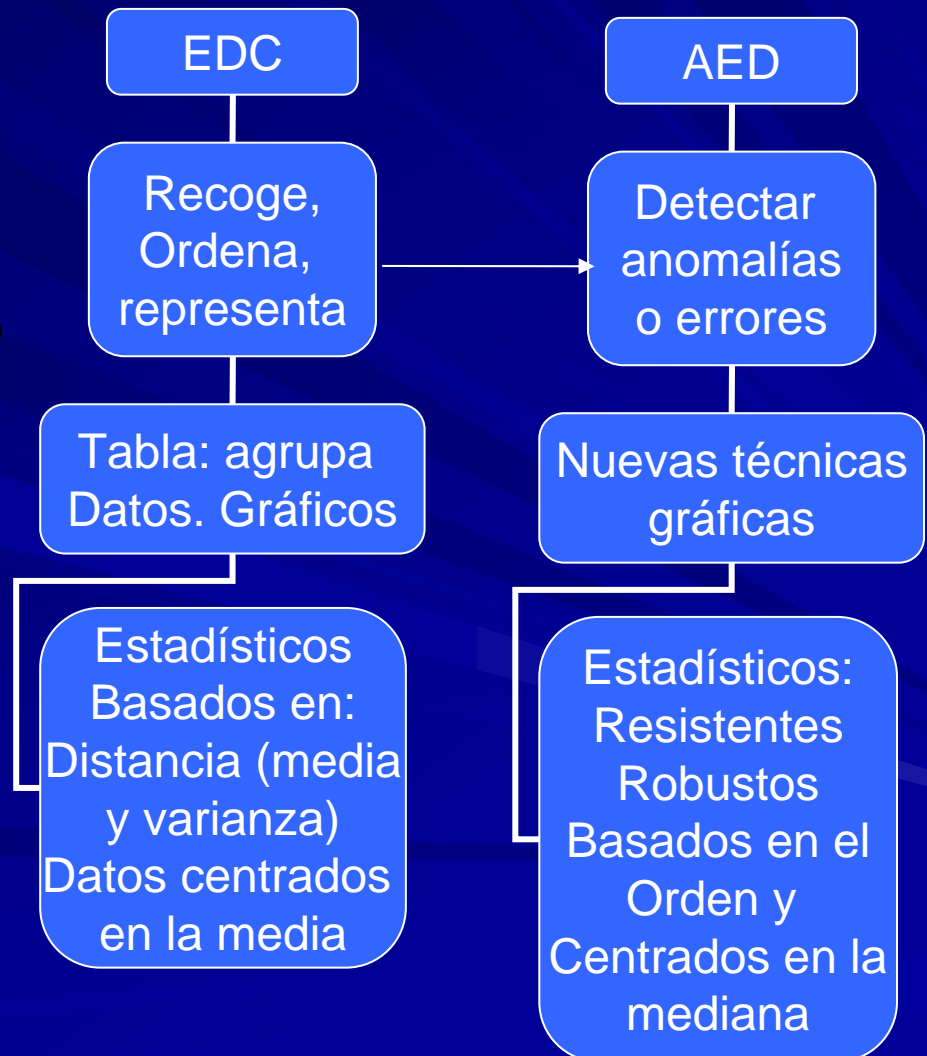 EDC
Recoge,
Ordena,
representa
Tabla: agrupa
Datos. Gráficos
Estadísticos
Basados en:
Distancia (media
y varianza)
Datos centrados
en la media
AED
Detectar
anomalías
o errores
Nuevas técnicas
gráficas
Estadísticos:
Resistentes
Robustos
Basados en el
Orden y
Centrados en la
mediana